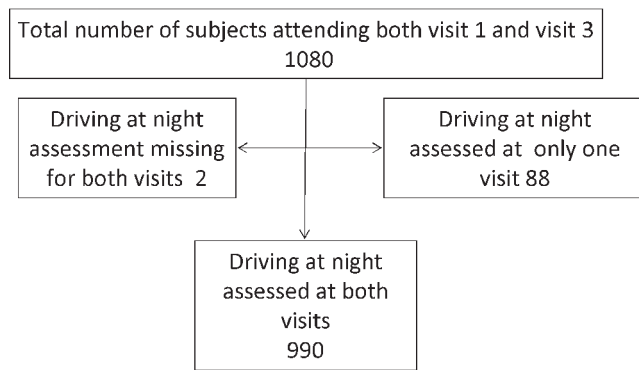 Total number of subjects attending both visit 1 and visit 3
1080
Driving at night
assessment missing
for both visits 2
Driving at night
assessed at only one
visit 88
Driving at night
assessed at both
visits
990